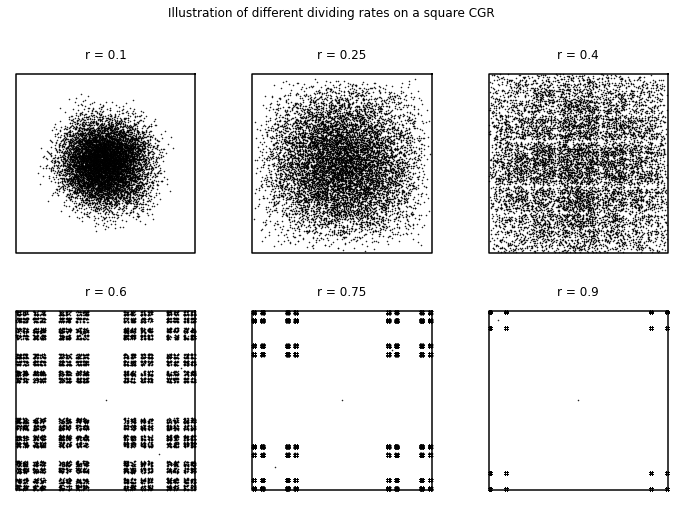 Illustration of different dividing rates on a square CGR
r = 0.1
r = 0.25
r = 0.4
r = 0.6
r = 0.75
r = 0.9